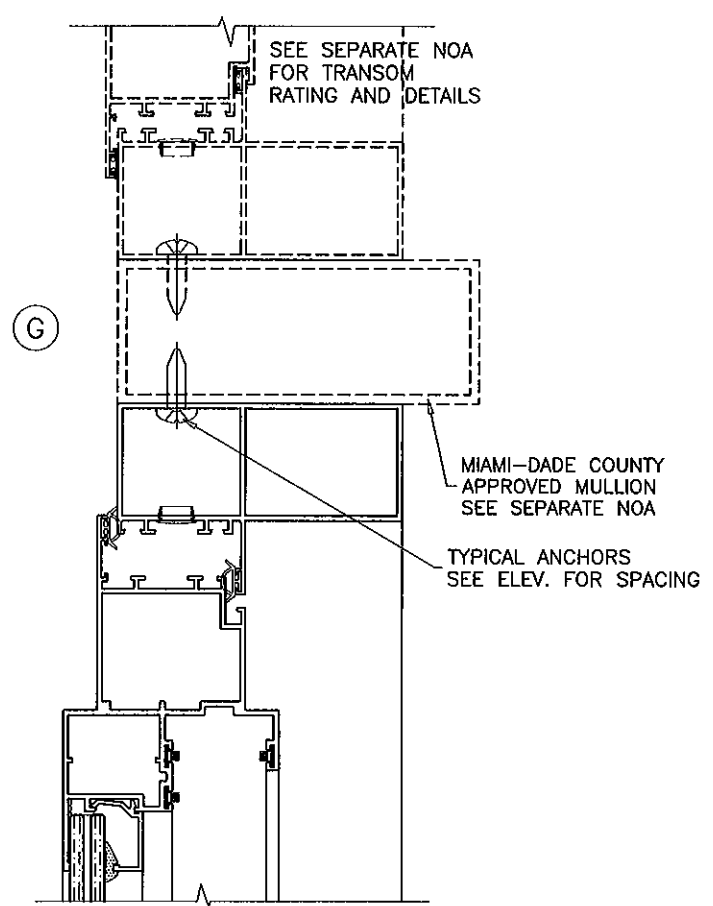 SEE SEPARATE NOA
FOR TRANSOM
RATING AND DETAILS
G
MIAMI-DADE COUNTY
APPROVED MULLION
SEE SEPARATE NOA
TYPICAL ANCHORS
SEE ELEV. FOR SPACING